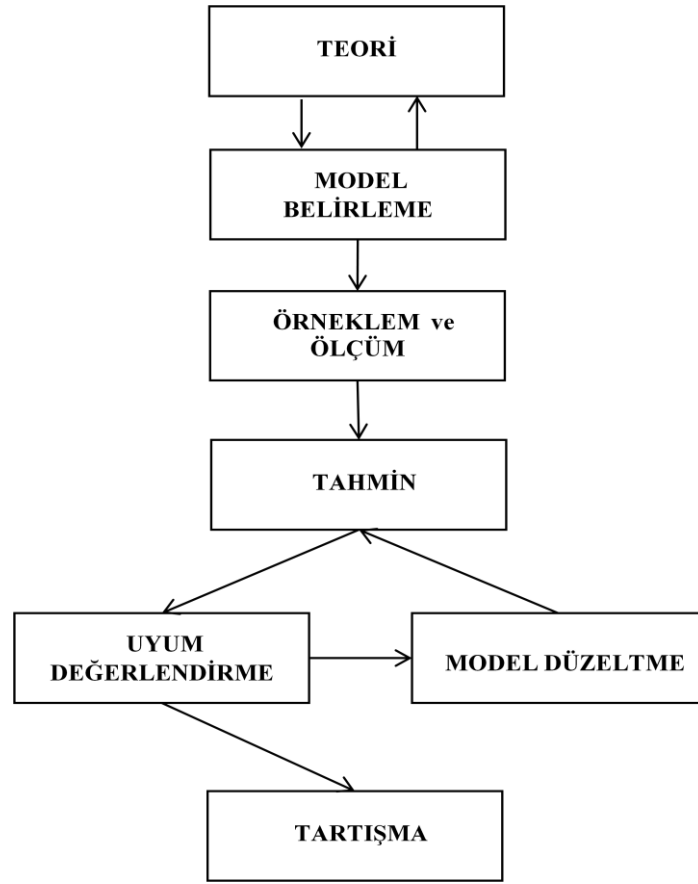 TEORİ
MODEL
BELİRLEME
ÖRNEKLEM ve
ÖLÇÜM
TAHMİN
UYUM
DEĞERLENDİRME
MODEL DÜZELTME
TARTIŞMA